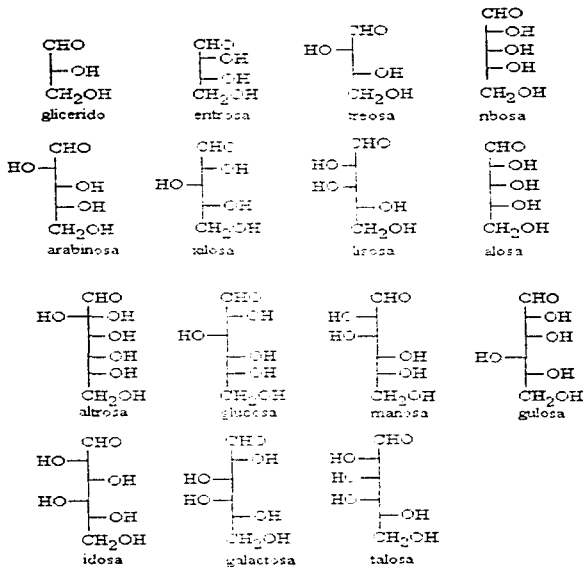 CHO
OH
CH₂OH
glicerido
CHO
OH
OH
CH₂OH
eritrosa
CHO
HO
OH
CH₂OH
treosa
CHO
OH
OH
OH
CH₂OH
ribosa
CHO
HO
OH
OH
CH₂OH
arabinosa
CHO
OH
HO
OH
CH₂OH
xilosa
CHO
HO
HO
OH
CH₂OH
CHO
OH
OH
OH
CH₂OH
alosa
CHO
HO OH
OH
OH
OH
CH₂OH
altrosa
CHO
OH
HO
OH
OH
CH₂OH
glucosa
CHO
HO
HO
OH
OH
CH₂OH
manosa
CHO
OH
OH
HO
OH
CH₂OH
gulosa
CHO
HO
OH
HO
OH
CH₂OH
idosa
CHO
OH
HO
HO
OH
CH₂OH
galactosa
CHO
HO
HO
HO
OH
CH₂OH
talosa